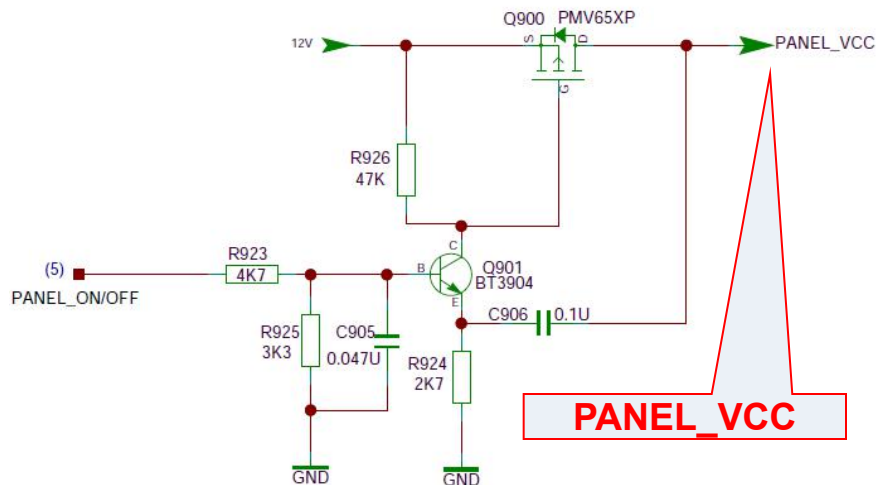 Q900 PMV65XP
12V
S
D
G
PANEL_VCC
R926
47K
C
(5)
R923
4K7
B
Q901
BT3904
PANEL_ON/OFF
E
C906
0.1U
R925
3K3
C905
0.047U
R924
2K7
PANEL_VCC
GND
GND